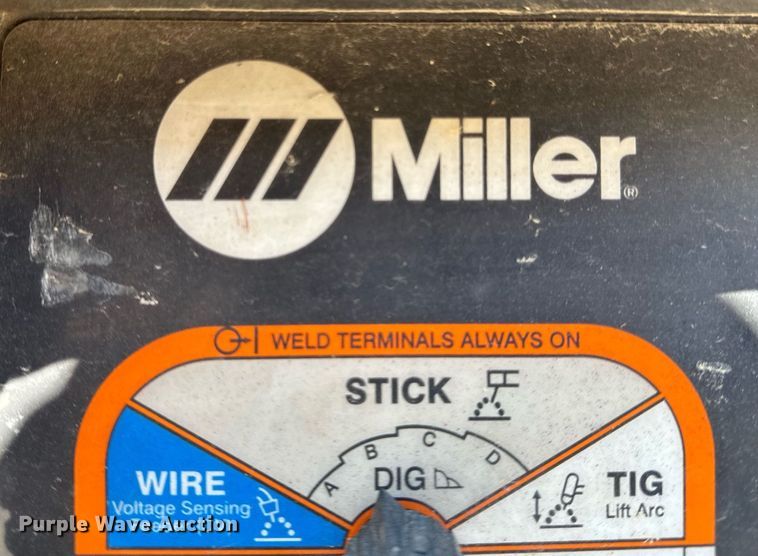 Miller®
WELD TERMINALS ALWAYS ON
STICK
A B C D
DIG
WIRE
Voltage Sensing
TIG
Lift Arc
Purple Wave Auction